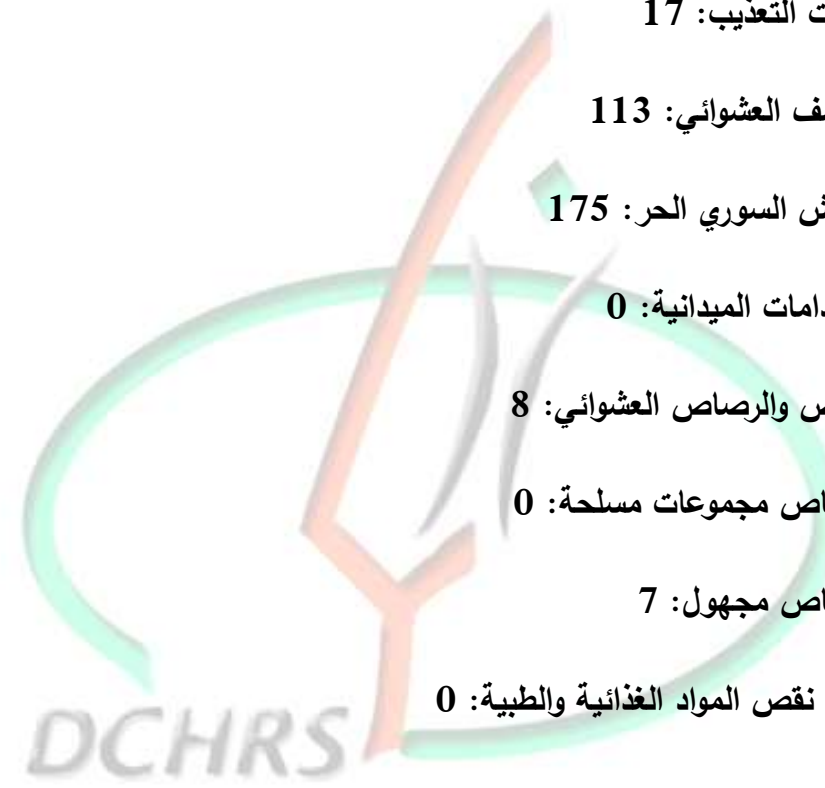 التعذيب: 17
العشوائي: 113
السوري الحر: 175
الميدانية: 0
والرصاص العشوائي: 8
مجموعات مسلحة: 0
مجهول: 7
نقص المواد الغذائية والطبية: 0
DCHRS